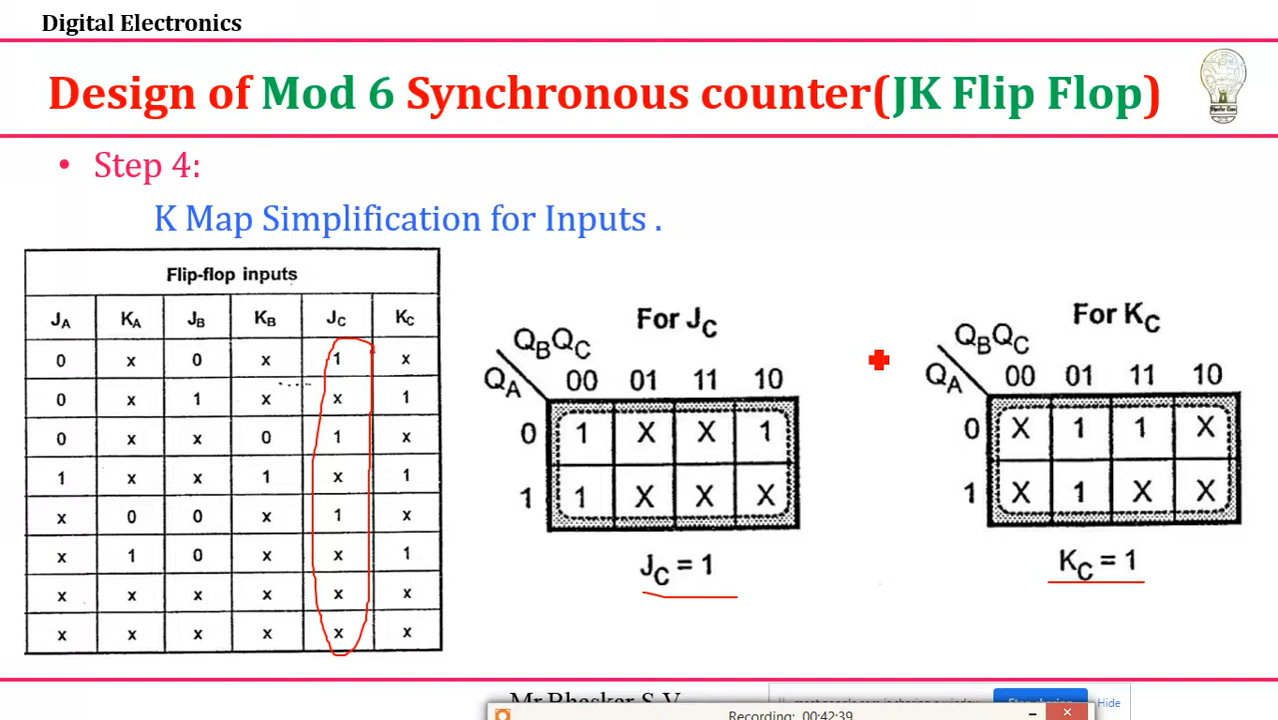 Digital Electronics
Design of Mod 6 Synchronous counter(JK Flip Flop)
• Step 4:
K Map Simplification for Inputs .
Flip-flop inputs
JA KA JB KB JC KC
0 x 0 x 1 x
0 x 1 x x 1
0 x x 0 1 x
1 x x 1 x 1
x 0 0 x 1 x
x 1 0 x x 1
x x x x x x
x x x x x x
For JC
QBQC
QA 00 01 11 10
0 1 X X 1
1 1 X X X
JC = 1
For KC
QBQC
QA 00 01 11 10
0 X 1 1 X
1 X 1 X X
KC = 1
Mr Bhaskar S V
Hide
Recording: 00:42:39